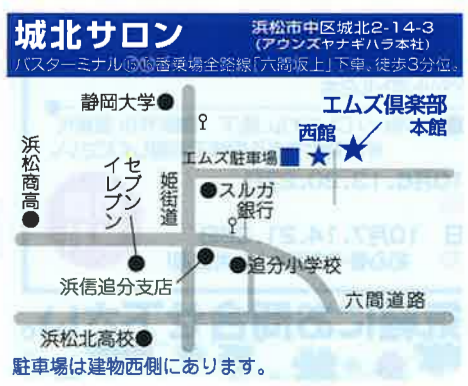 城北サロン
浜松市中区城北2-14-3
(アウンズヤナギハラ本社)
バスターミナル⑮⑯番乗場全路線「六間坂上」下車、徒歩3分位。
静岡大学
エムズ倶楽部
西館
本館
エムズ駐車場
浜松商高
セブンイレブン
姫街道
スルガ
銀行
浜信追分支店
追分小学校
六間道路
浜松北高校
駐車場は建物西側にあります。